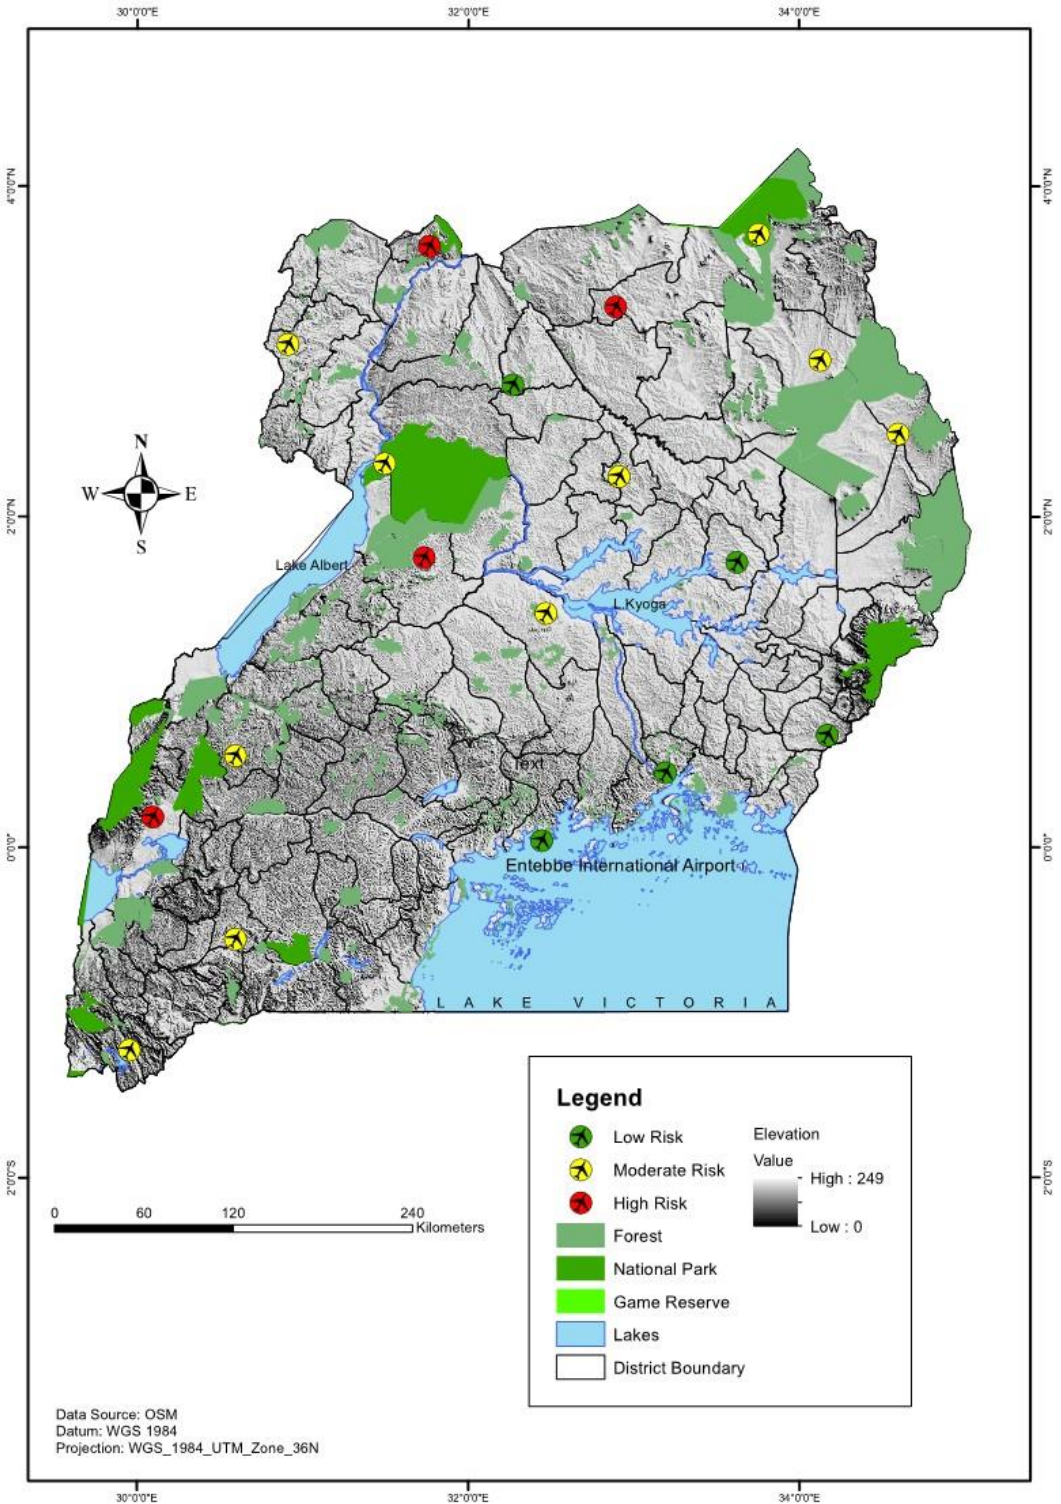 30°0'0"E 32°0'0"E 34°0'0"E
4°0'0"N 4°0'0"N
N
W E
S
2°0'0"N 2°0'0"N
Lake Albert
L.Kyoga
Text
0°0'0" 0°0'0"
Entebbe International Airport
LAKE VICTORIA
Legend
Low Risk
Moderate Risk
High Risk
Forest
National Park
Game Reserve
Lakes
District Boundary
Elevation
Value
High : 249
Low : 0
2°0'0"S 2°0'0"S
0 60 120 240
Kilometers
Data Source: OSM
Datum: WGS 1984
Projection: WGS_1984_UTM_Zone_36N
30°0'0"E 32°0'0"E 34°0'0"E